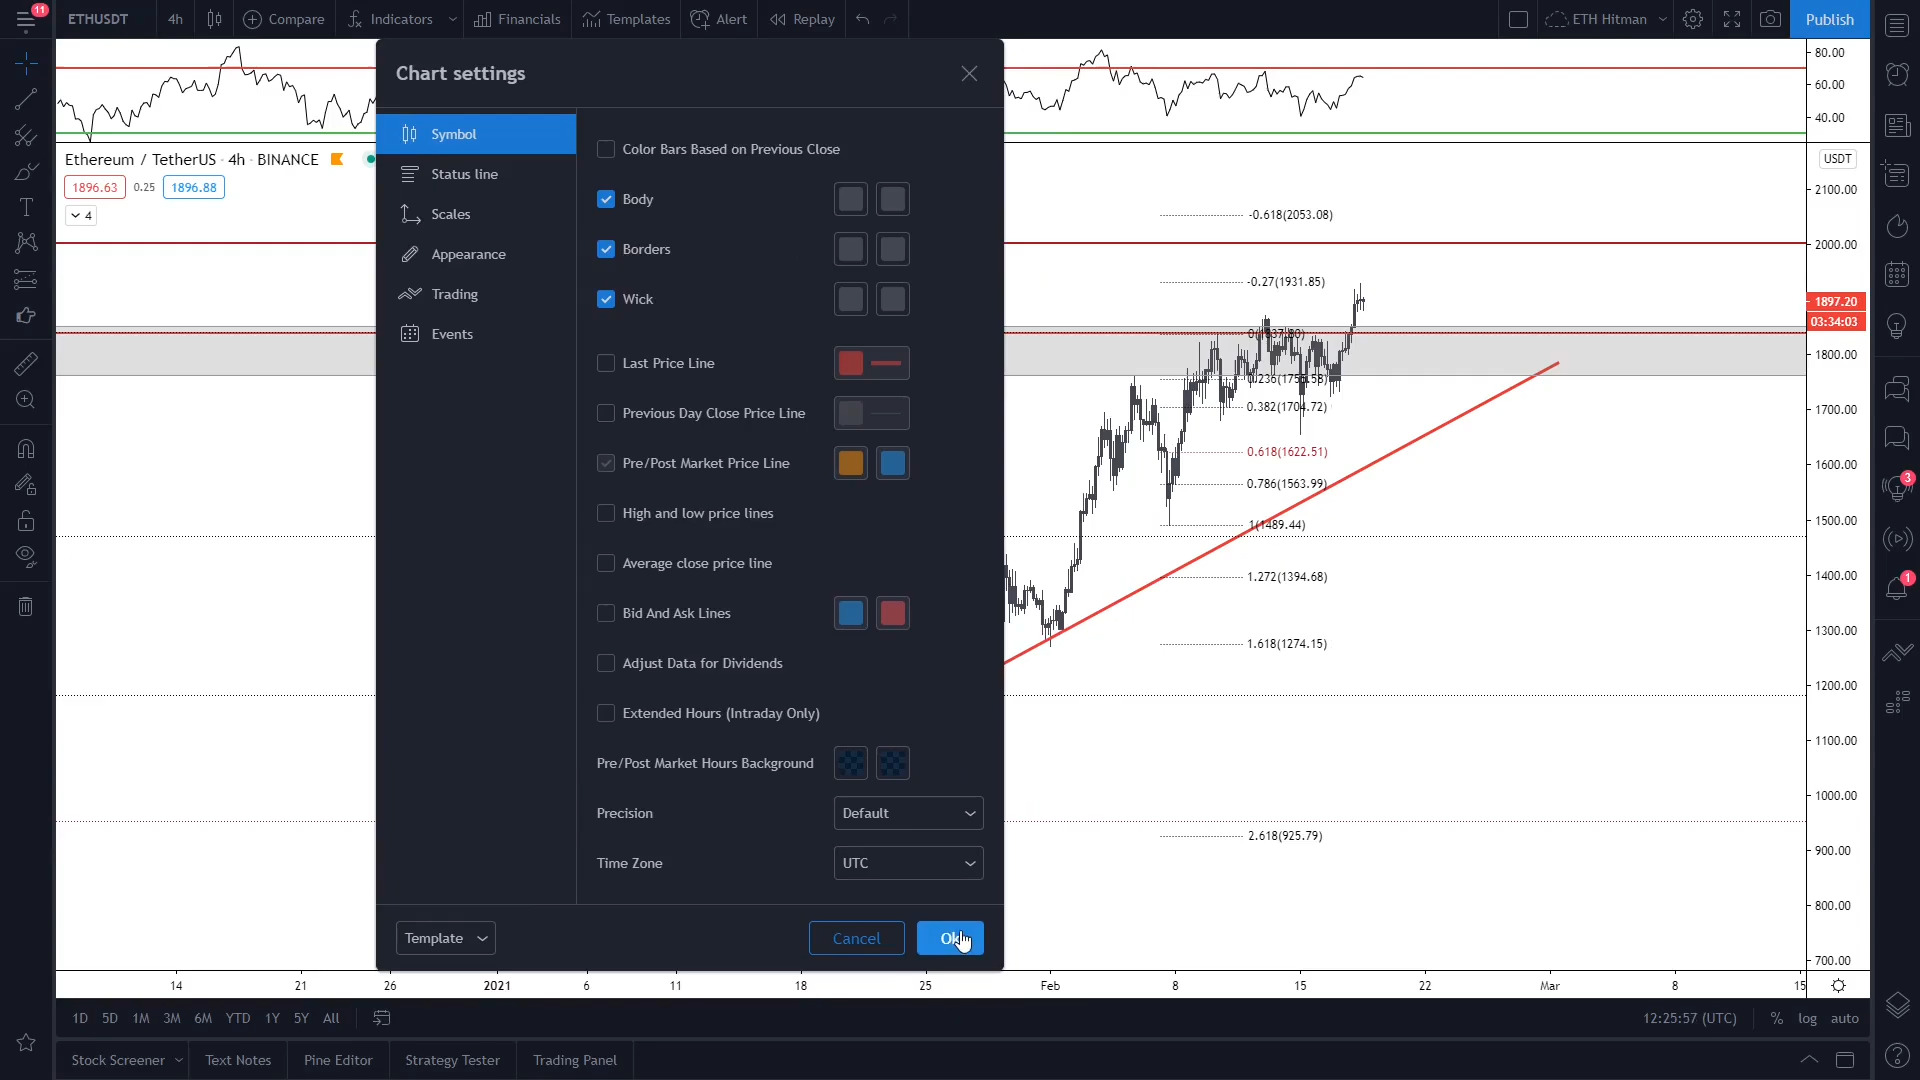 11
ETHUSDT
4h
Compare
Indicators
Financials
Templates
Alert
Replay
ETH Hitman
Publish
Chart settings
80.00
60.00
40.00
Symbol
Status line
Scales
Appearance
Trading
Events
Color Bars Based on Previous Close
Body
Borders
Wick
Last Price Line
Previous Day Close Price Line
Pre/Post Market Price Line
High and low price lines
Average close price line
Bid And Ask Lines
Adjust Data for Dividends
Extended Hours (Intraday Only)
Pre/Post Market Hours Background
Precision
Default
Time Zone
UTC
Template
Cancel
Ethereum / TetherUS · 4h · BINANCE
1896.63
0.25
1896.88
4
USDT
2100.00
2000.00
1897.20
03:34:03
1800.00
1700.00
1600.00
1500.00
1400.00
1300.00
1200.00
1100.00
1000.00
900.00
800.00
700.00
-0.618(2053.08)
-0.27(1931.85)
0.382(1704.72)
0.618(1622.51)
0.786(1563.99)
1(1489.44)
1.272(1394.68)
1.618(1274.15)
2.618(925.79)
3
1
14
21
26
2021
6
11
18
25
Feb
8
15
22
Mar
8
15
1D
5D
1M
3M
6M
YTD
1Y
5Y
All
12:25:57 (UTC)
%
log
auto
Stock Screener
Text Notes
Pine Editor
Strategy Tester
Trading Panel